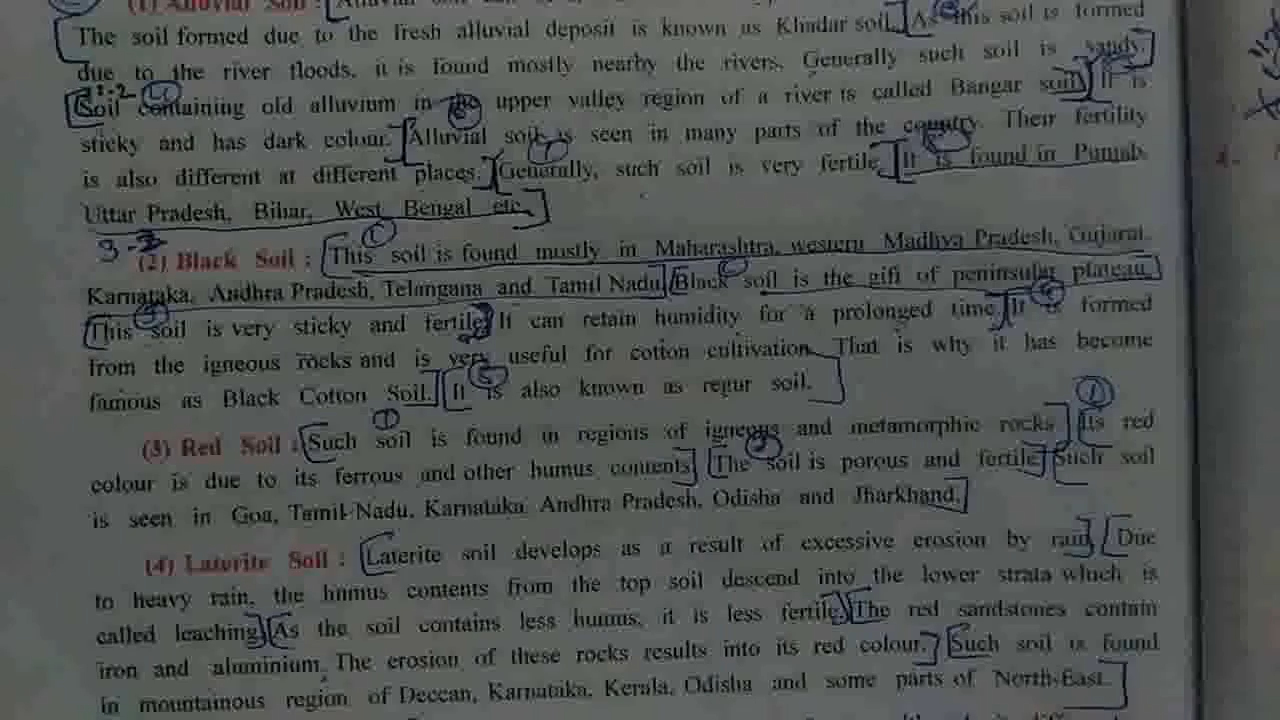 (1) Alluvial Soil :
The soil formed due to the fresh alluvial deposit is known as Khadar soil. As this soil is formed
due to the river floods, it is found mostly nearby the rivers. Generally such soil is sandy.
Soil containing old alluvium in the upper valley region of a river is called Bangar soil. It is
sticky and has dark colour. Alluvial soil is seen in many parts of the country. Their fertility
is also different at different places. Generally, such soil is very fertile. It is found in Punjab,
Uttar Pradesh, Bihar, West Bengal etc.
(2) Black Soil : This soil is found mostly in Maharashtra, western Madhya Pradesh, Gujarat,
Karnataka, Andhra Pradesh, Telangana and Tamil Nadu. Black soil is the gift of peninsular plateau.
This soil is very sticky and fertile. It can retain humidity for a prolonged time. It is formed
from the igneous rocks and is very useful for cotton cultivation. That is why it has become
famous as Black Cotton Soil. It is also known as regur soil.
(3) Red Soil : Such soil is found in regions of igneous and metamorphic rocks. Its red
colour is due to its ferrous and other humus contents. The soil is porous and fertile. Such soil
is seen in Goa, Tamil-Nadu, Karnataka Andhra Pradesh, Odisha and Jharkhand.
(4) Laterite Soil : Laterite soil develops as a result of excessive erosion by rain. Due
to heavy rain, the humus contents from the top soil descend into the lower strata which is
called leaching. As the soil contains less humus, it is less fertile. The red sandstones contain
iron and aluminium. The erosion of these rocks results into its red colour. Such soil is found
in mountainous region of Deccan, Karnataka, Kerala, Odisha and some parts of North-East.